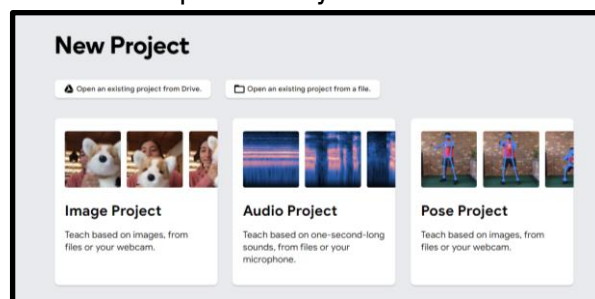 New Project
Open an existing project from Drive.
Open an existing project from a file.
Image Project
Teach based on images, from
files or your webcam.
Audio Project
Teach based on one-second-long
sounds, from files or your
microphone.
Pose Project
Teach based on images, from
files or your webcam.